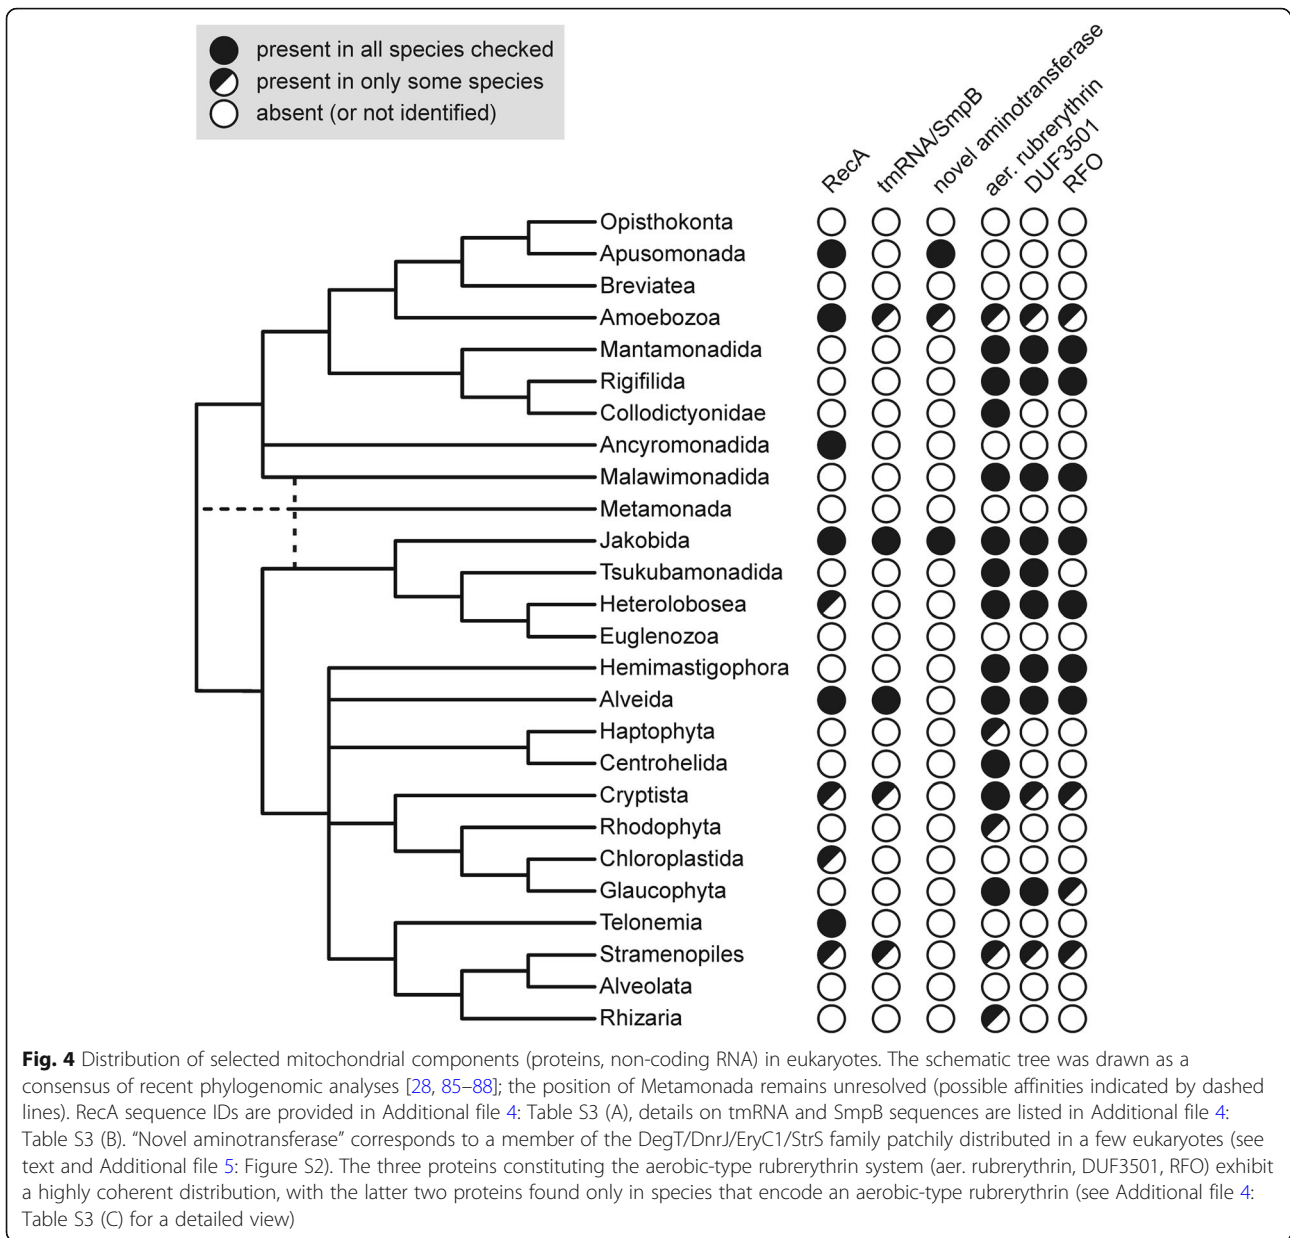 present in all species checked
present in only some species
absent (or not identified)
RecA
tmRNA/SmpB
novel aminotransferase
aer. rubrerythrin
DUF3501
RFO
Opisthokonta
Apusomonada
Breviatea
Amoebozoa
Mantamonadida
Rigifilida
Collodictyonidae
Ancyromonadida
Malawimonadida
Metamonada
Jakobida
Tsukubamonadida
Heterolobosea
Euglenozoa
Hemimastigophora
Alveida
Haptophyta
Centrohelida
Cryptista
Rhodophyta
Chloroplastida
Glaucophyta
Telonemia
Stramenopiles
Alveolata
Rhizaria
Fig. 4 Distribution of selected mitochondrial components (proteins, non-coding RNA) in eukaryotes. The schematic tree was drawn as a
consensus of recent phylogenomic analyses [28, 85–88]; the position of Metamonada remains unresolved (possible affinities indicated by dashed
lines). RecA sequence IDs are provided in Additional file 4: Table S3 (A), details on tmRNA and SmpB sequences are listed in Additional file 4:
Table S3 (B). “Novel aminotransferase” corresponds to a member of the DegT/DnrJ/EryC1/StrS family patchily distributed in a few eukaryotes (see
text and Additional file 5: Figure S2). The three proteins constituting the aerobic-type rubrerythrin system (aer. rubrerythrin, DUF3501, RFO) exhibit
a highly coherent distribution, with the latter two proteins found only in species that encode an aerobic-type rubrerythrin (see Additional file 4:
Table S3 (C) for a detailed view)